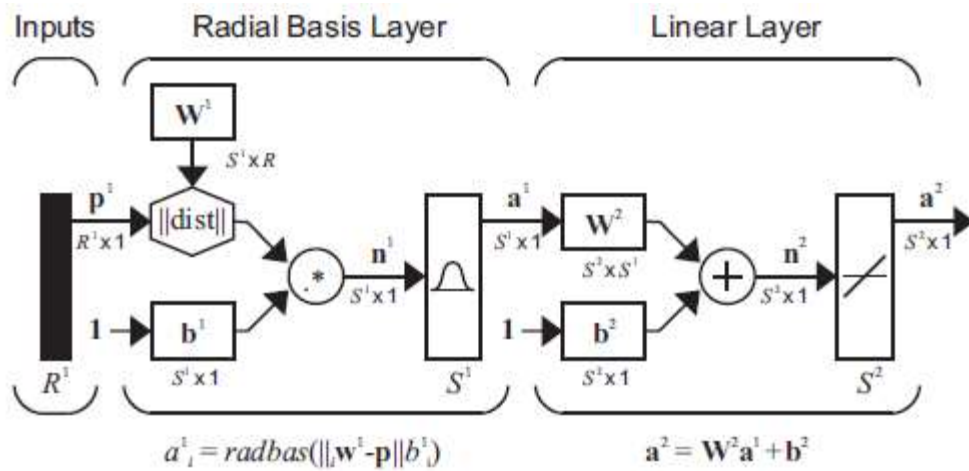 Inputs Radial Basis Layer Linear Layer
W¹
S¹ x R
p¹
R¹ x 1
||dist||
a¹
S¹ x 1
W²
S² x S¹
a²
S² x 1
.*
n¹
S¹ x 1
+
n²
S² x 1
1
b¹
S¹ x 1
1
b²
S² x 1
R¹ S¹ S²
a¹ᵢ = radbas(||ᵢw¹-p||b¹ᵢ) a² = W²a¹ + b²